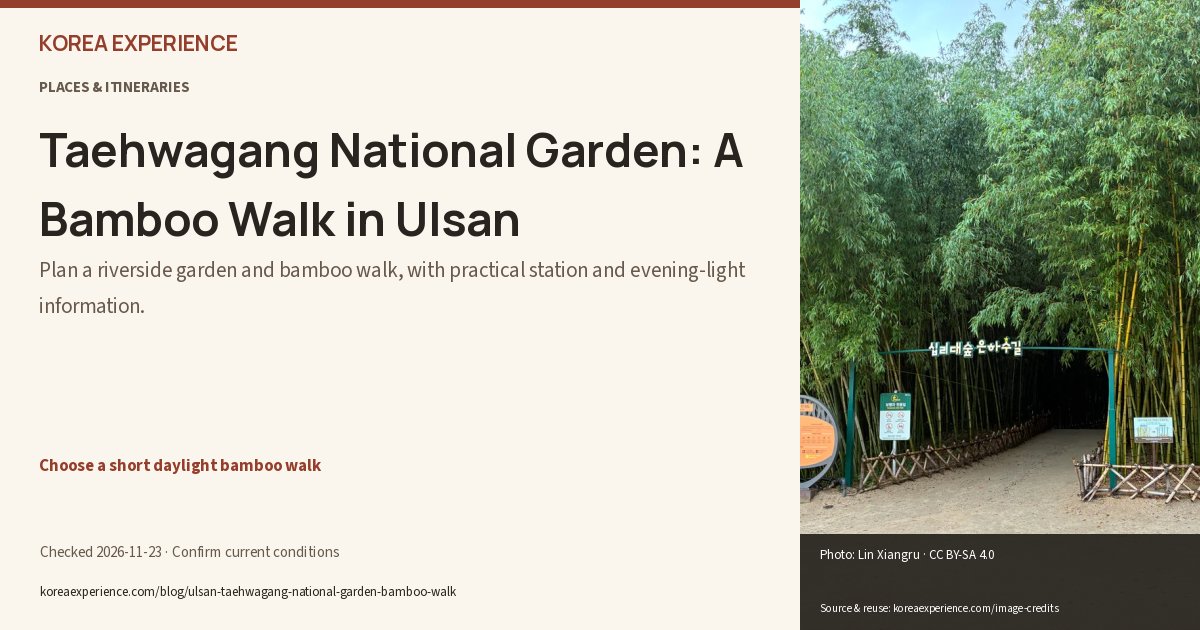 KOREA EXPERIENCE
PLACES & ITINERARIES
Taehwagang National Garden: A
Bamboo Walk in Ulsan
Plan a riverside garden and bamboo walk, with practical station and evening-light
information.
Choose a short daylight bamboo walk
Checked 2026-11-23 · Confirm current conditions
koreaexperience.com/blog/ulsan-taehwagang-national-garden-bamboo-walk
십리대숲 은하수길
Photo: Lin Xiangru · CC BY-SA 4.0
Source & reuse: koreaexperience.com/image-credits